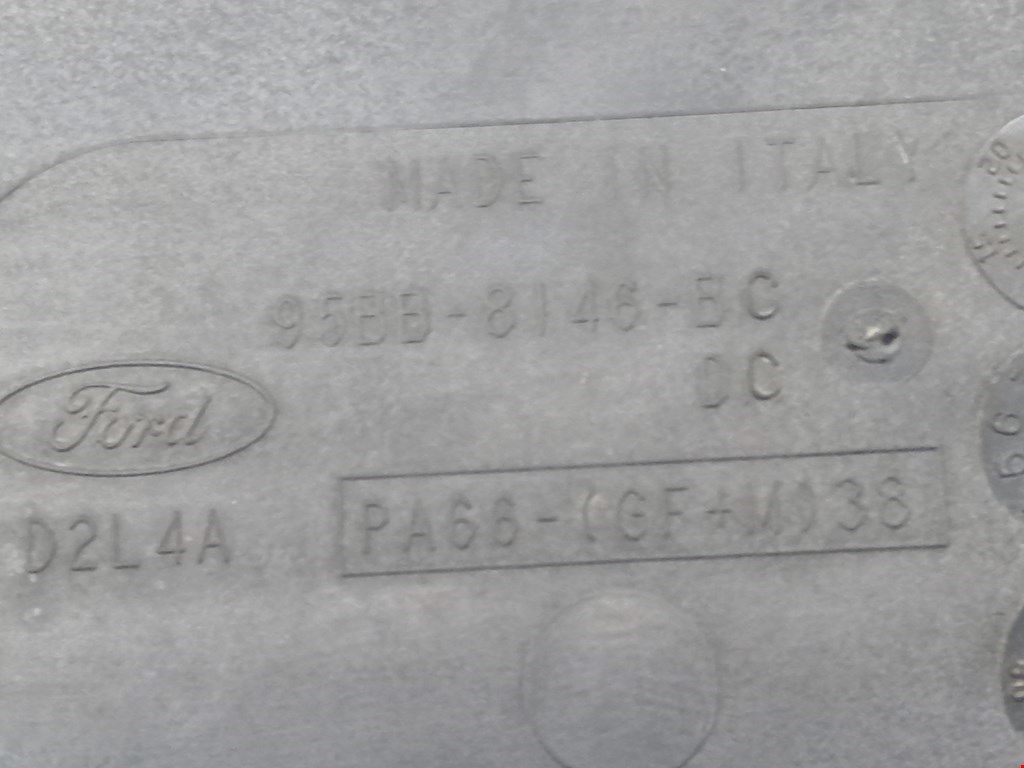 MADE IN ITALY
95BB-8146-BC
DC
Ford
D2L4A
PA66-(GF+M)38